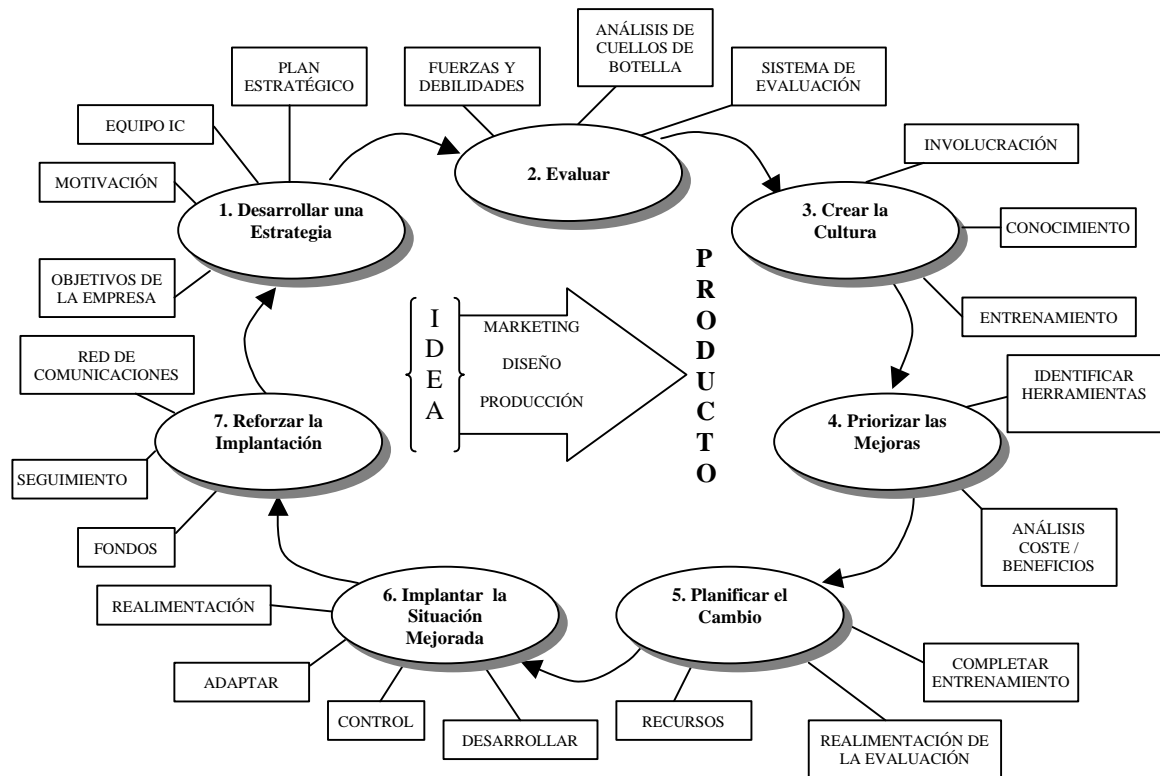 PLAN
ESTRATÉGICO
EQUIPO IC
MOTIVACIÓN
OBJETIVOS DE
LA EMPRESA
1. Desarrollar una
Estrategia
FUERZAS Y
DEBILIDADES
ANÁLISIS DE
CUELLOS DE
BOTELLA
SISTEMA DE
EVALUACIÓN
2. Evaluar
INVOLUCRACIÓN
CONOCIMIENTO
ENTRENAMIENTO
3. Crear la
Cultura
IDENTIFICAR
HERRAMIENTAS
ANÁLISIS
COSTE /
BENEFICIOS
4. Priorizar las
Mejoras
5. Planificar el
Cambio
COMPLETAR
ENTRENAMIENTO
REALIMENTACIÓN DE
LA EVALUACIÓN
RECURSOS
6. Implantar la
Situación
Mejorada
DESARROLLAR
CONTROL
ADAPTAR
REALIMENTACIÓN
7. Reforzar la
Implantación
FONDOS
SEGUIMIENTO
RED DE
COMUNICACIONES
I
D
E
A
MARKETING
DISEÑO
PRODUCCIÓN
P
R
O
D
U
C
T
O